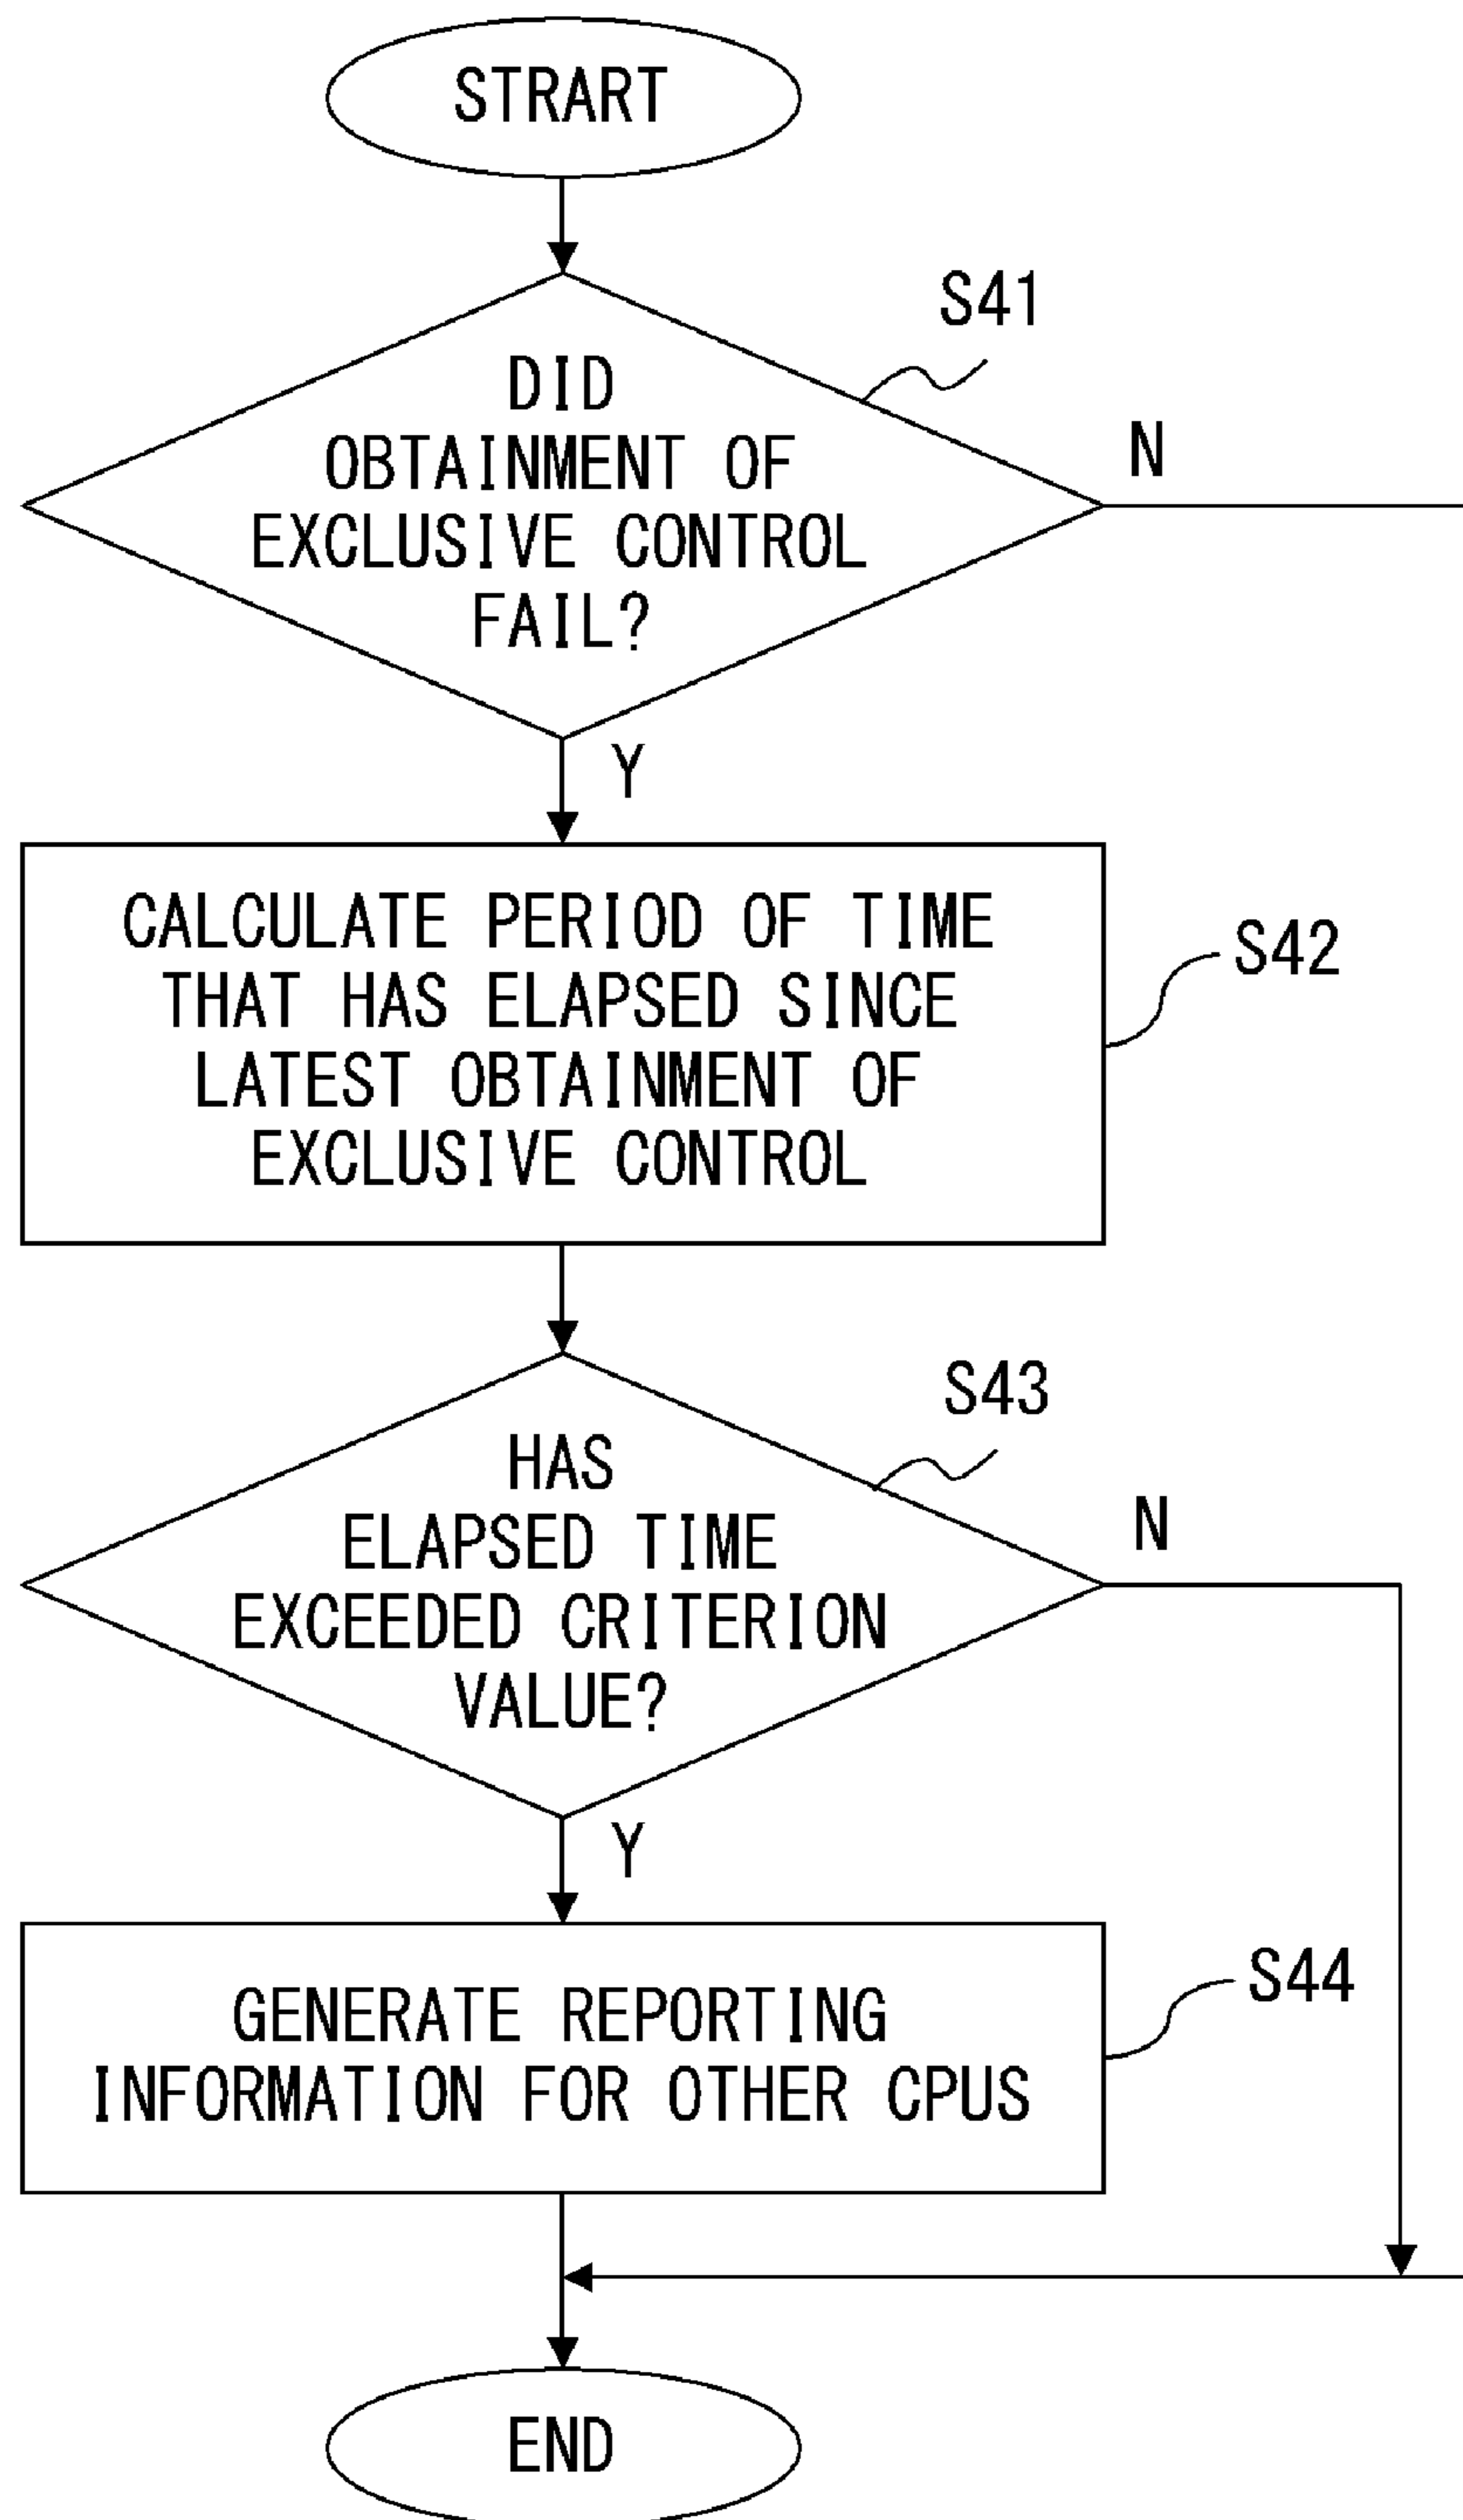 STRART
S41
DID
OBTAINMENT OF
EXCLUSIVE CONTROL
FAIL?
N
Y
CALCULATE PERIOD OF TIME
THAT HAS ELAPSED SINCE
LATEST OBTAINMENT OF
EXCLUSIVE CONTROL
S42
S43
HAS
ELAPSED TIME
EXCEEDED CRITERION
VALUE?
N
Y
GENERATE REPORTING
INFORMATION FOR OTHER CPUS
S44
END